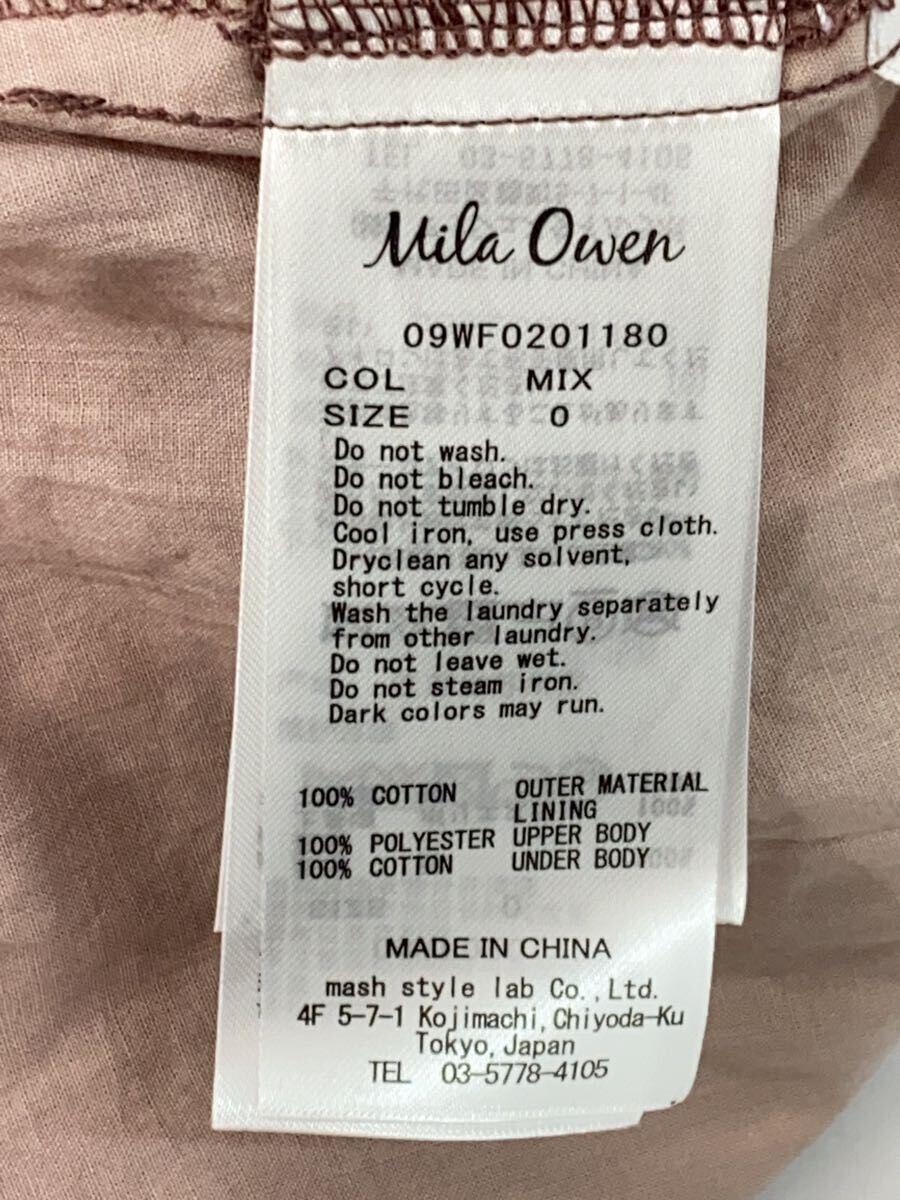 Mila Owen
09WF0201180
COL MIX
SIZE 0
Do not wash.
Do not bleach.
Do not tumble dry.
Cool iron, use press cloth.
Dryclean any solvent,
short cycle.
Wash the laundry separately
from other laundry.
Do not leave wet.
Do not steam iron.
Dark colors may run.
100% COTTON OUTER MATERIAL
LINING
100% POLYESTER UPPER BODY
100% COTTON UNDER BODY
MADE IN CHINA
mash style lab Co.,Ltd.
4F 5-7-1 Kojimachi,Chiyoda-Ku
Tokyo,Japan
TEL 03-5778-4105